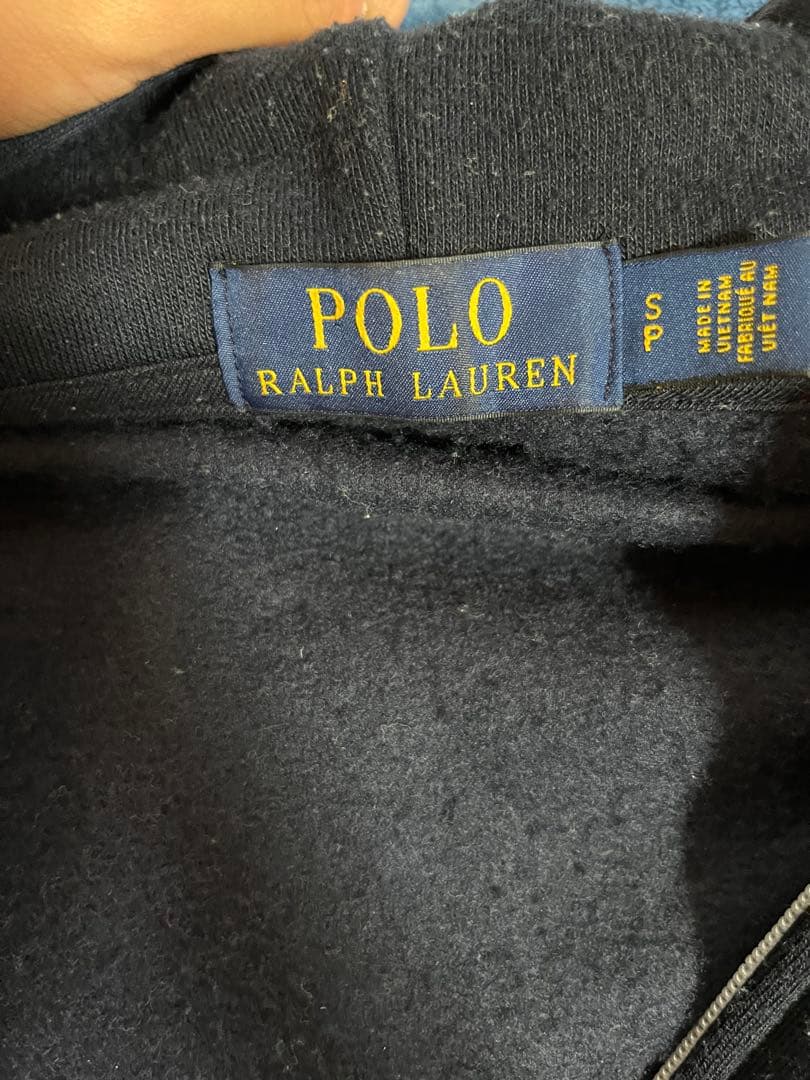 POLO
RALPH LAUREN
S
P
MADE IN
VIETNAM
FABRIQUÉ AU
VIÊT NAM